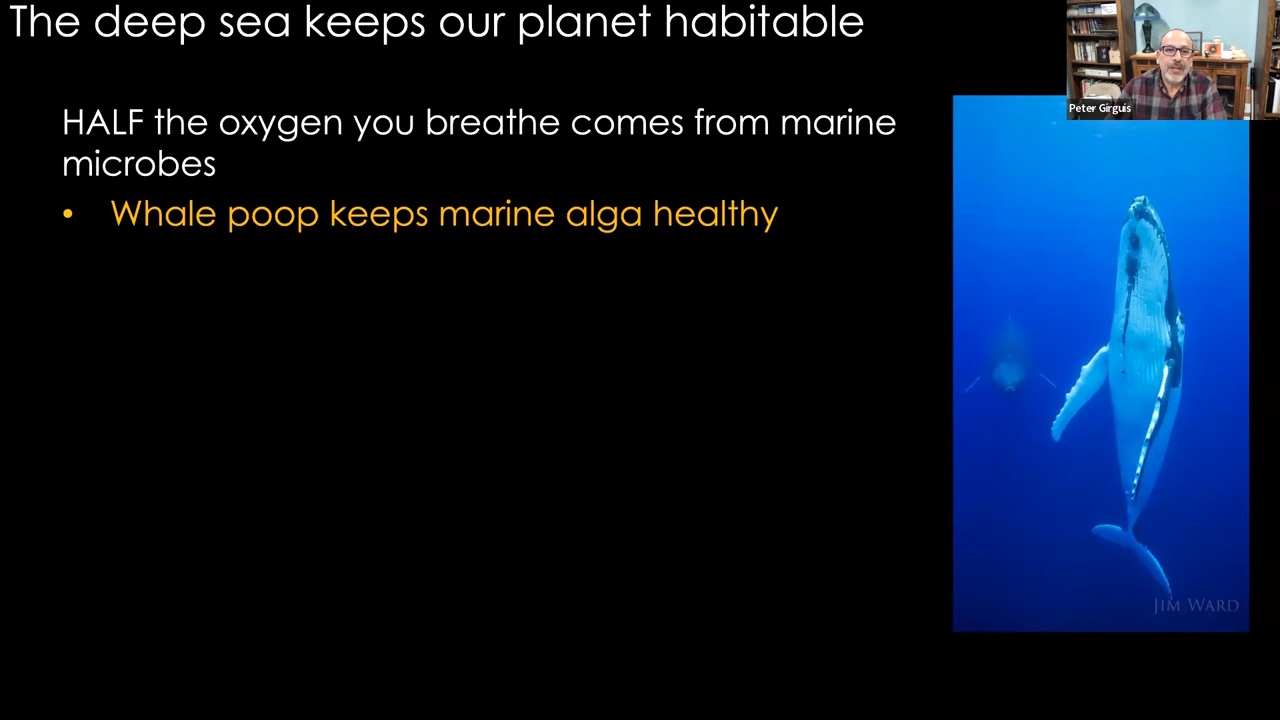 The deep sea keeps our planet habitable
Peter Girguis
HALF the oxygen you breathe comes from marine
microbes
• Whale poop keeps marine alga healthy
JIM WARD